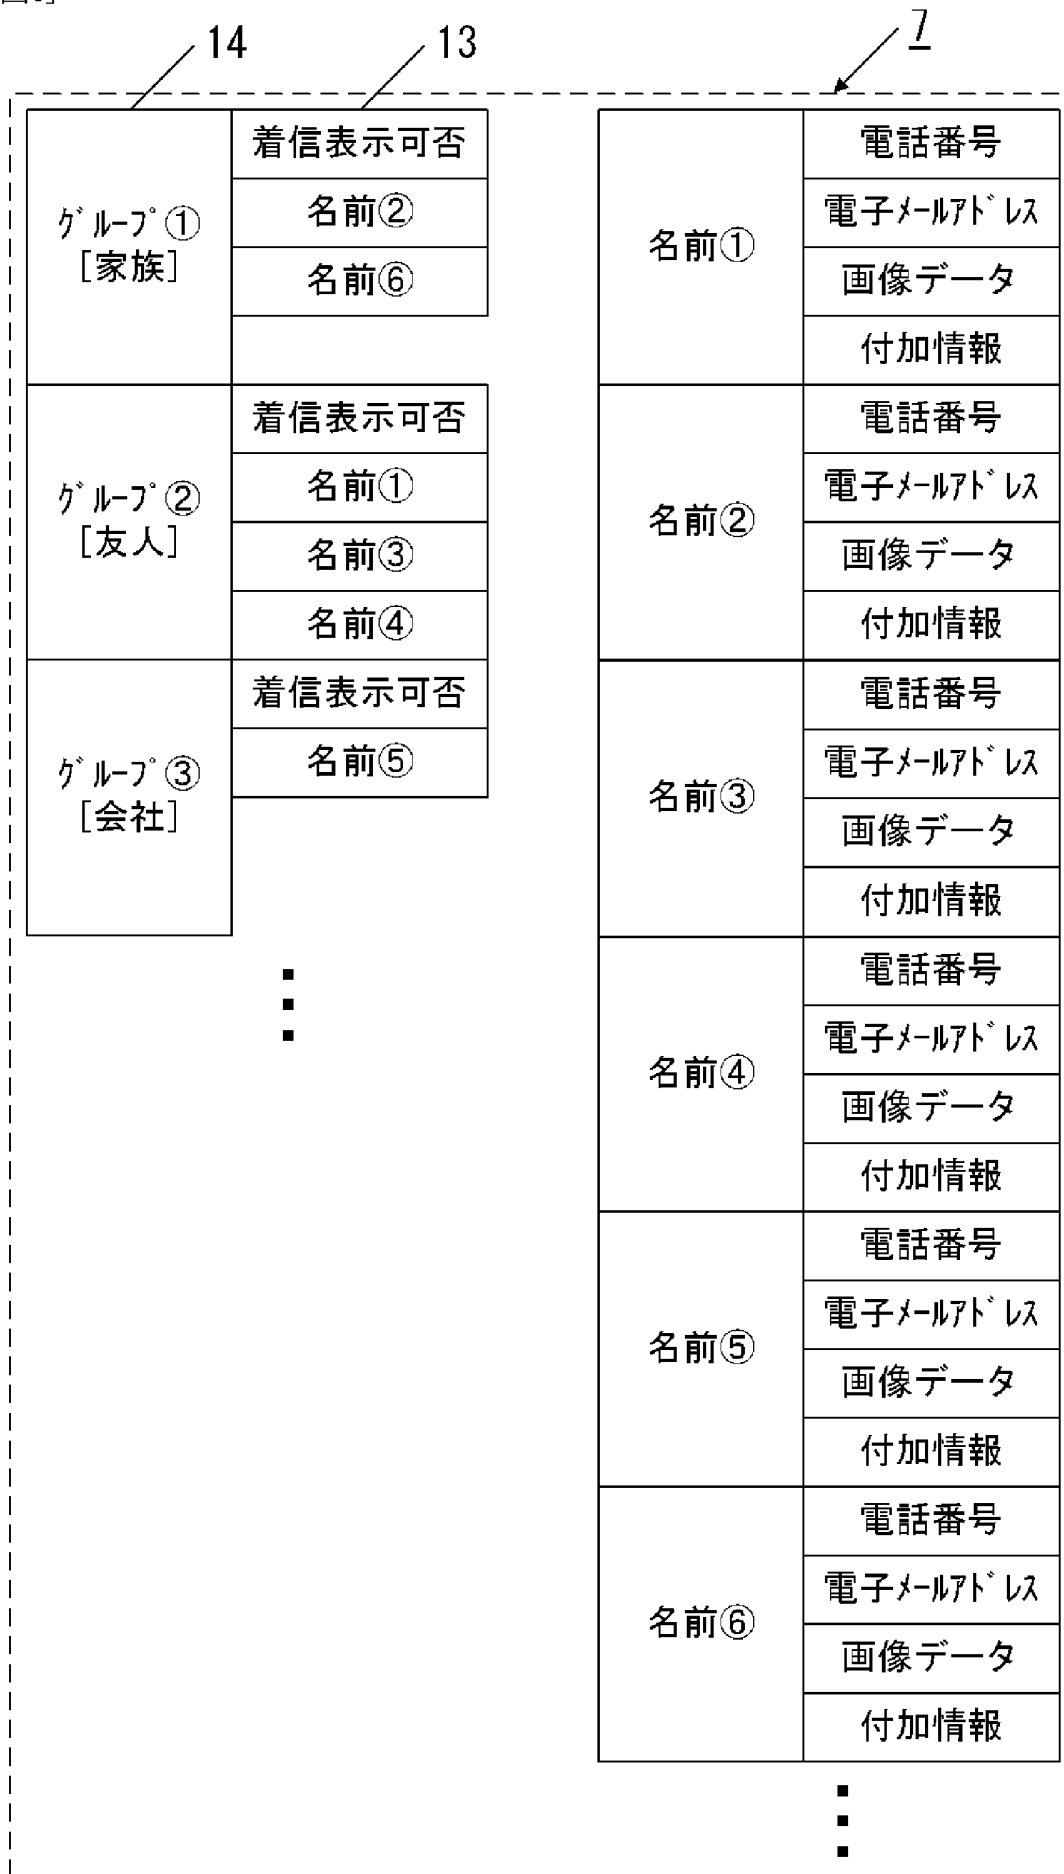 14
13
7
着信表示可否
名前②
名前⑥
ｸﾞﾙｰﾌﾟ①
[家族]
着信表示可否
名前①
名前③
名前④
ｸﾞﾙｰﾌﾟ②
[友人]
着信表示可否
名前⑤
ｸﾞﾙｰﾌﾟ③
[会社]
名前①
電話番号
電子ﾒｰﾙｱﾄﾞﾚｽ
画像データ
付加情報
名前②
電話番号
電子ﾒｰﾙｱﾄﾞﾚｽ
画像データ
付加情報
名前③
電話番号
電子ﾒｰﾙｱﾄﾞﾚｽ
画像データ
付加情報
名前④
電話番号
電子ﾒｰﾙｱﾄﾞﾚｽ
画像データ
付加情報
名前⑤
電話番号
電子ﾒｰﾙｱﾄﾞﾚｽ
画像データ
付加情報
名前⑥
電話番号
電子ﾒｰﾙｱﾄﾞﾚｽ
画像データ
付加情報